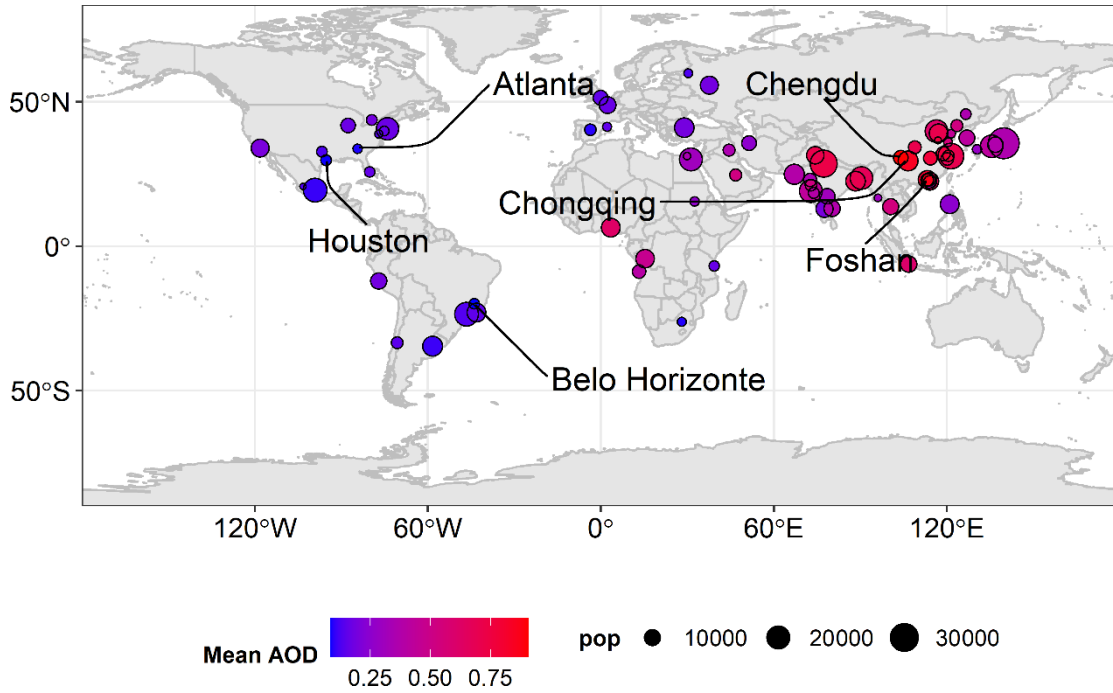 Atlanta
Chengdu
50°N
Chongqing
0°
Houston
Foshan
Belo Horizonte
50°S
120°W 60°W 0° 60°E 120°E
Mean AOD
0.25 0.50 0.75
pop 10000 20000 30000